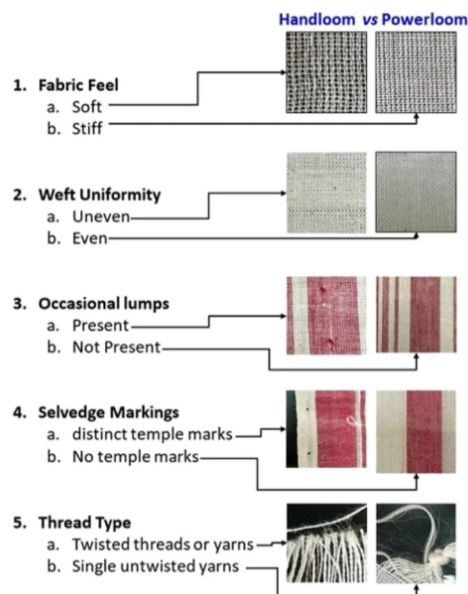 Handloom vs Powerloom
1. Fabric Feel
a. Soft
b. Stiff
2. Weft Uniformity
a. Uneven
b. Even
3. Occasional lumps
a. Present
b. Not Present
4. Selvedge Markings
a. distinct temple marks
b. No temple marks
5. Thread Type
a. Twisted threads or yarns
b. Single untwisted yarns